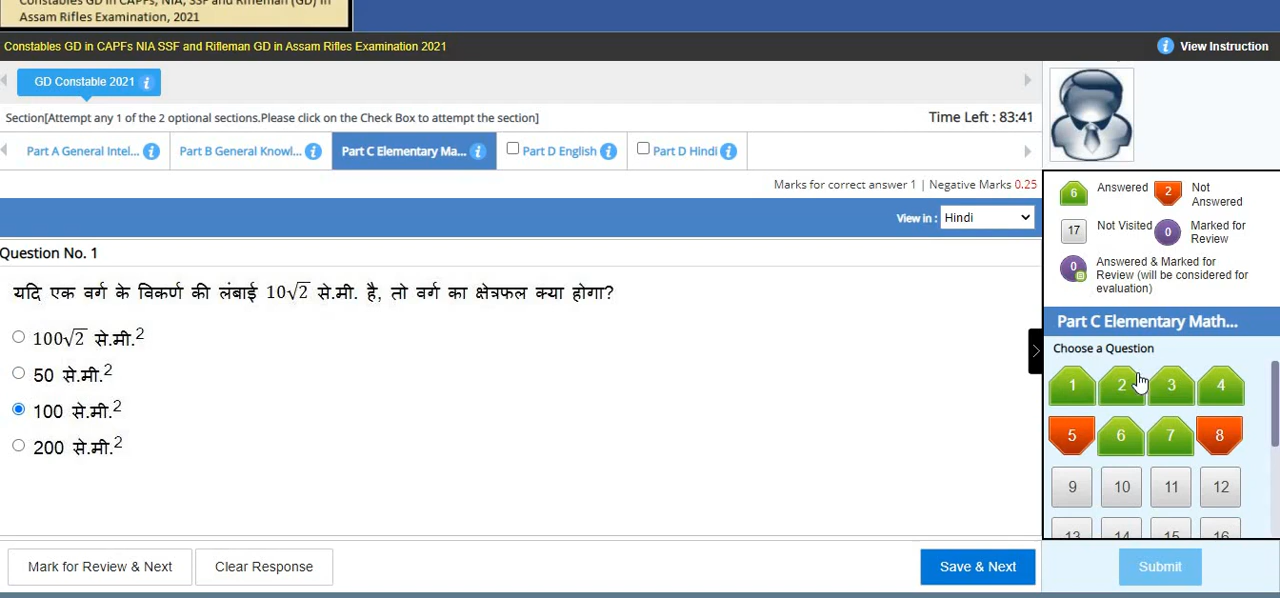 Constables GD in CAPFs, NIA, SSF and Rifleman (GD) in
Assam Rifles Examination, 2021
Constables GD in CAPFs NIA SSF and Rifleman GD in Assam Rifles Examination 2021
View Instruction
GD Constable 2021
Section[Attempt any 1 of the 2 optional sections.Please click on the Check Box to attempt the section]
Time Left : 83:41
Part A General Intel...
Part B General Knowl...
Part C Elementary Ma...
Part D English
Part D Hindi
Marks for correct answer 1 | Negative Marks 0.25
View in : Hindi
Question No. 1
यदि एक वर्ग के विकर्ण की लंबाई 10√2 से.मी. है, तो वर्ग का क्षेत्रफल क्या होगा?
100√2 से.मी.2
50 से.मी.2
100 से.मी.2
200 से.मी.2
Mark for Review & Next
Clear Response
Save & Next
6 Answered
2 Not Answered
17 Not Visited
0 Marked for Review
0 Answered & Marked for
Review (will be considered for
evaluation)
Part C Elementary Math...
Choose a Question
1 2 3 4
5 6 7 8
9 10 11 12
13 14 15 16
Submit